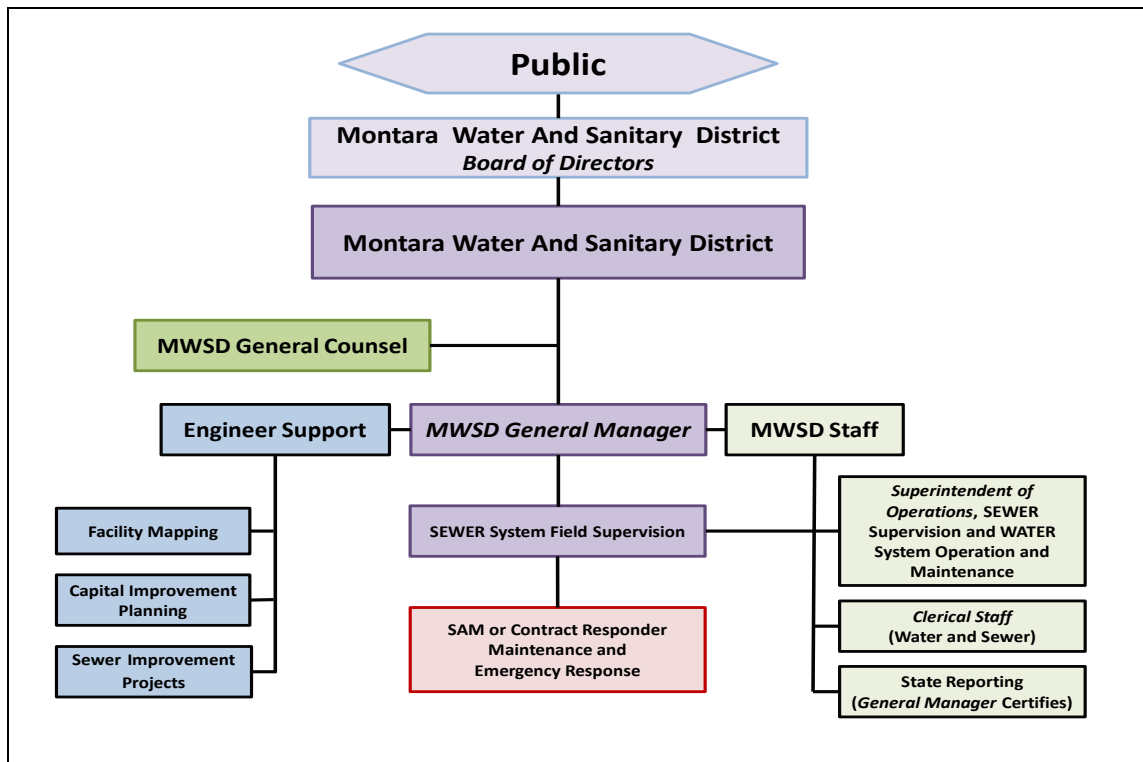 Public
Montara Water And Sanitary District
Board of Directors
Montara Water And Sanitary District
MWSD General Counsel
Engineer Support
MWSD General Manager
MWSD Staff
Facility Mapping
Capital Improvement
Planning
Sewer Improvement
Projects
SEWER System Field Supervision
SAM or Contract Responder
Maintenance and
Emergency Response
Superintendent of
Operations, SEWER
Supervision and WATER
System Operation and
Maintenance
Clerical Staff
(Water and Sewer)
State Reporting
(General Manager Certifies)